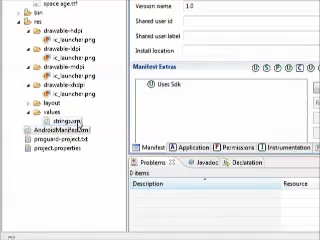 space age.ttf
bin
res
drawable-hdpi
ic_launcher.png
drawable-ldpi
ic_launcher.png
drawable-mdpi
ic_launcher.png
drawable-xhdpi
ic_launcher.png
layout
values
strings.xml
AndroidManifest.xml
proguard-project.txt
project.properties
Version name 1.0
Shared user id
Shared user label
Install location
Manifest Extras U S P U C U
U Uses Sdk
Manifest A Application P Permissions I Instrumentation
Problems Javadoc Declaration
0 items
Description Resource